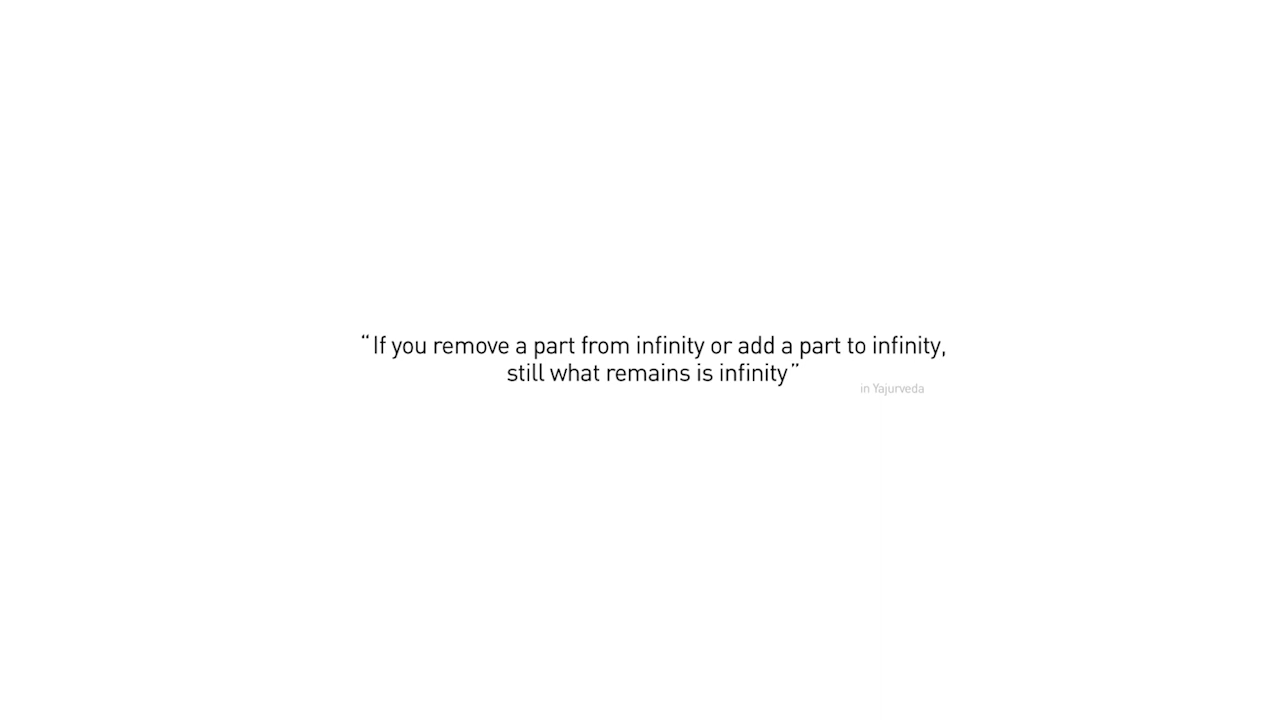 “If you remove a part from infinity or add a part to infinity,
still what remains is infinity”
in Yajurveda